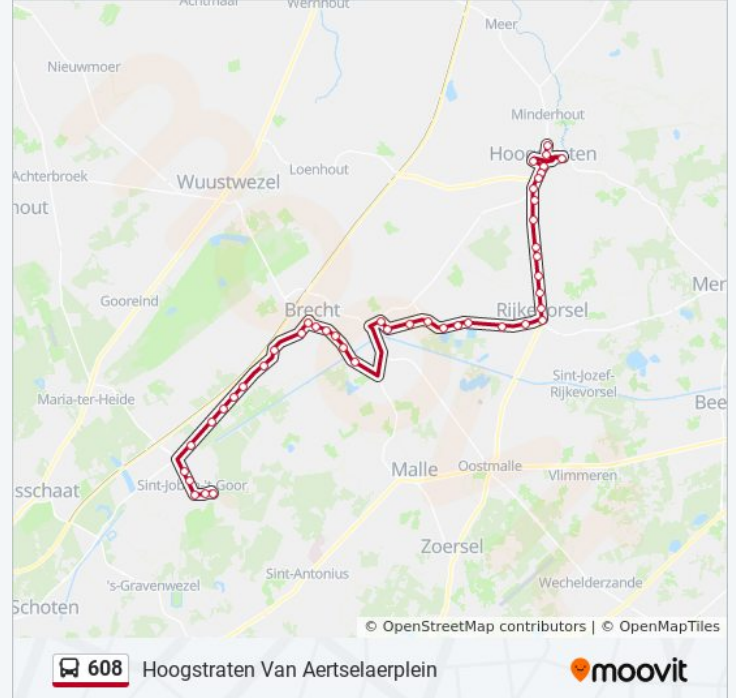 Achtmaal
Wernhout
Meer
Nieuwmoer
Minderhout
Hoogstraten
Loenhout
Achterbroek
Wuustwezel
hout
Mer
Gooreind
Brecht
Rijkevorsel
Sint-Jozef-
Rijkevorsel
Maria-ter-Heide
Bee
Malle
Oostmalle
Vlimmeren
sschaat
Sint-Job-in-'t-Goor
Zoersel
Sint-Antonius
's-Gravenwezel
Wechelderzande
Schoten
© OpenStreetMap contributors | © OpenMapTiles
608 Hoogstraten Van Aertselaerplein
moovit